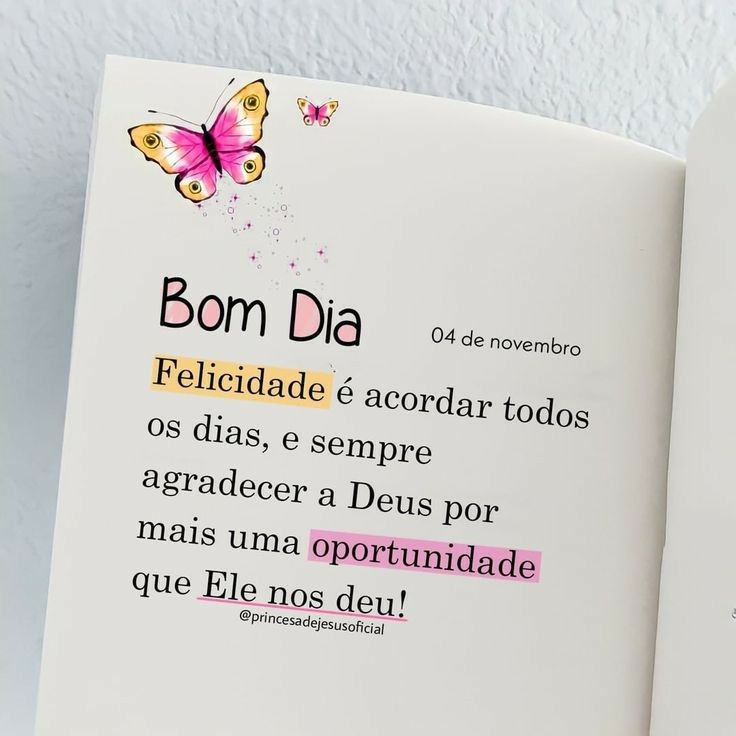 Bom Dia
04 de novembro
Felicidade é acordar todos
os dias, e sempre
agradecer a Deus por
mais uma oportunidade
que Ele nos deu!
@princesadejesusoficial